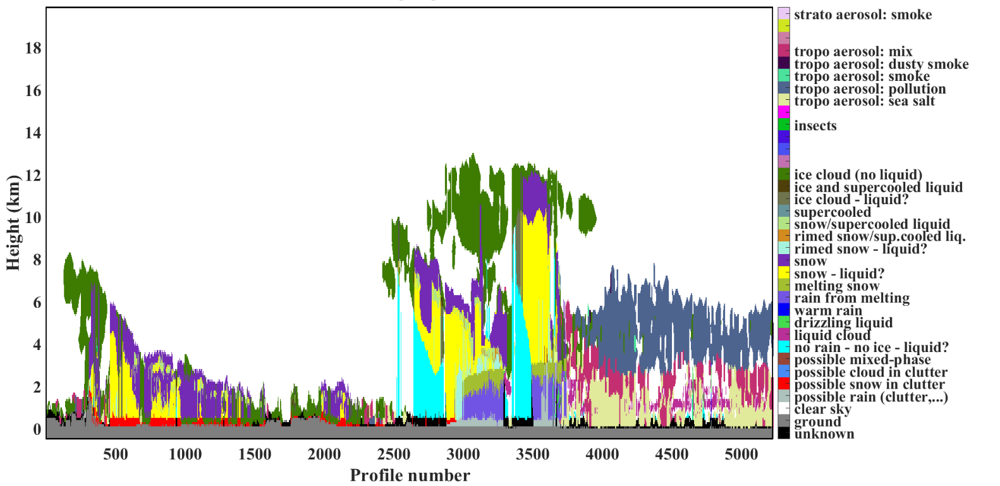 18
16
14
12
10
8
6
4
2
0
Height (km)
500 1000 1500 2000 2500 3000 3500 4000 4500 5000
Profile number
strato aerosol: smoke
tropo aerosol: mix
tropo aerosol: dusty smoke
tropo aerosol: smoke
tropo aerosol: pollution
tropo aerosol: sea salt
insects
ice cloud (no liquid)
ice and supercooled liquid
ice cloud - liquid?
supercooled
snow/supercooled liquid
rimed snow/sup.cooled liq.
rimed snow - liquid?
snow
snow - liquid?
melting snow
rain from melting
warm rain
drizzling liquid
liquid cloud
no rain - no ice - liquid?
possible mixed-phase
possible cloud in clutter
possible snow in clutter
possible rain (clutter,...)
clear sky
ground
unknown